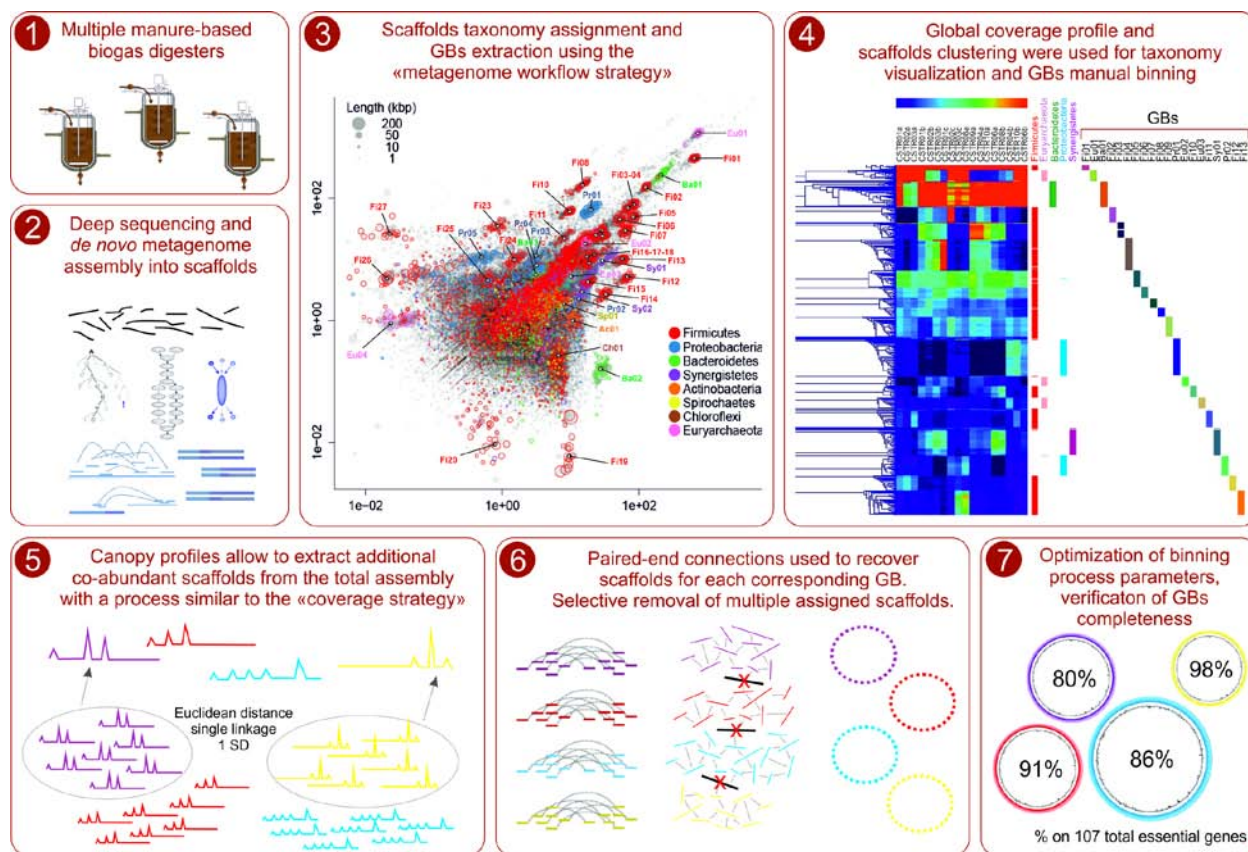 1
Multiple manure-based
biogas digesters
2
Deep sequencing and
de novo metagenome
assembly into scaffolds
3
Scaffolds taxonomy assignment and
GBs extraction using the
«metagenome workflow strategy»
Length (kbp)
200
50
10
1
Eu01
Fi01
Fi08
Ba01
Fi10
Fi03-04
Fi02
Pr01
Fi27
Fi23
Fi11
Fi05
Fi25
Pr04
Fi06
Pr05
Fi24
Pr03
Fi07
Eu02
Fi16-17-18
Fi13
Sy01
Fi12
Fi15
Fi14
Pr02
Sy02
Sp01
Ac01
Eu04
Ch01
Ba02
Fi20
Fi19
1e+02
1e+00
1e-02
1e-02
1e+00
1e+02
Firmicutes
Proteobacteria
Bacteroidetes
Synergistetes
Actinobacteria
Spirochaetes
Chloroflexi
Euryarchaeota
4
Global coverage profile and
scaffolds clustering were used for taxonomy
visualization and GBs manual binning
GBs
Firmicutes
Euryarchaeota
Bacteroidetes
Proteobacteria
Synergistetes
5
Canopy profiles allow to extract additional
co-abundant scaffolds from the total assembly
with a process similar to the «coverage strategy»
Euclidean distance
single linkage
1 SD
6
Paired-end connections used to recover
scaffolds for each corresponding GB.
Selective removal of multiple assigned scaffolds.
7
Optimization of binning
process parameters,
verificaton of GBs
completeness
80%
98%
91%
86%
% on 107 total essential genes